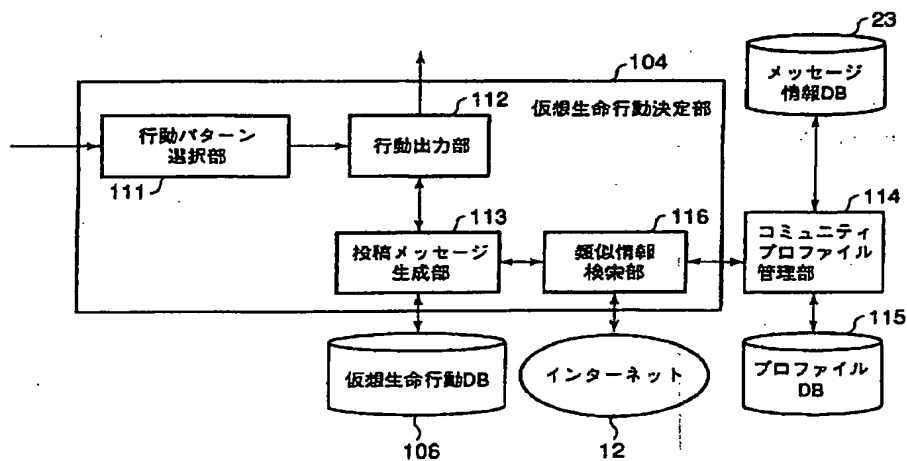 23
メッセージ
情報DB
104
仮想生命行動決定部
112
行動パターン
選択部
111
行動出力部
113
投稿メッセージ
生成部
116
類似情報
検索部
114
コミュニティ
プロファイル
管理部
仮想生命行動DB
106
インターネット
12
115
プロファイル
DB